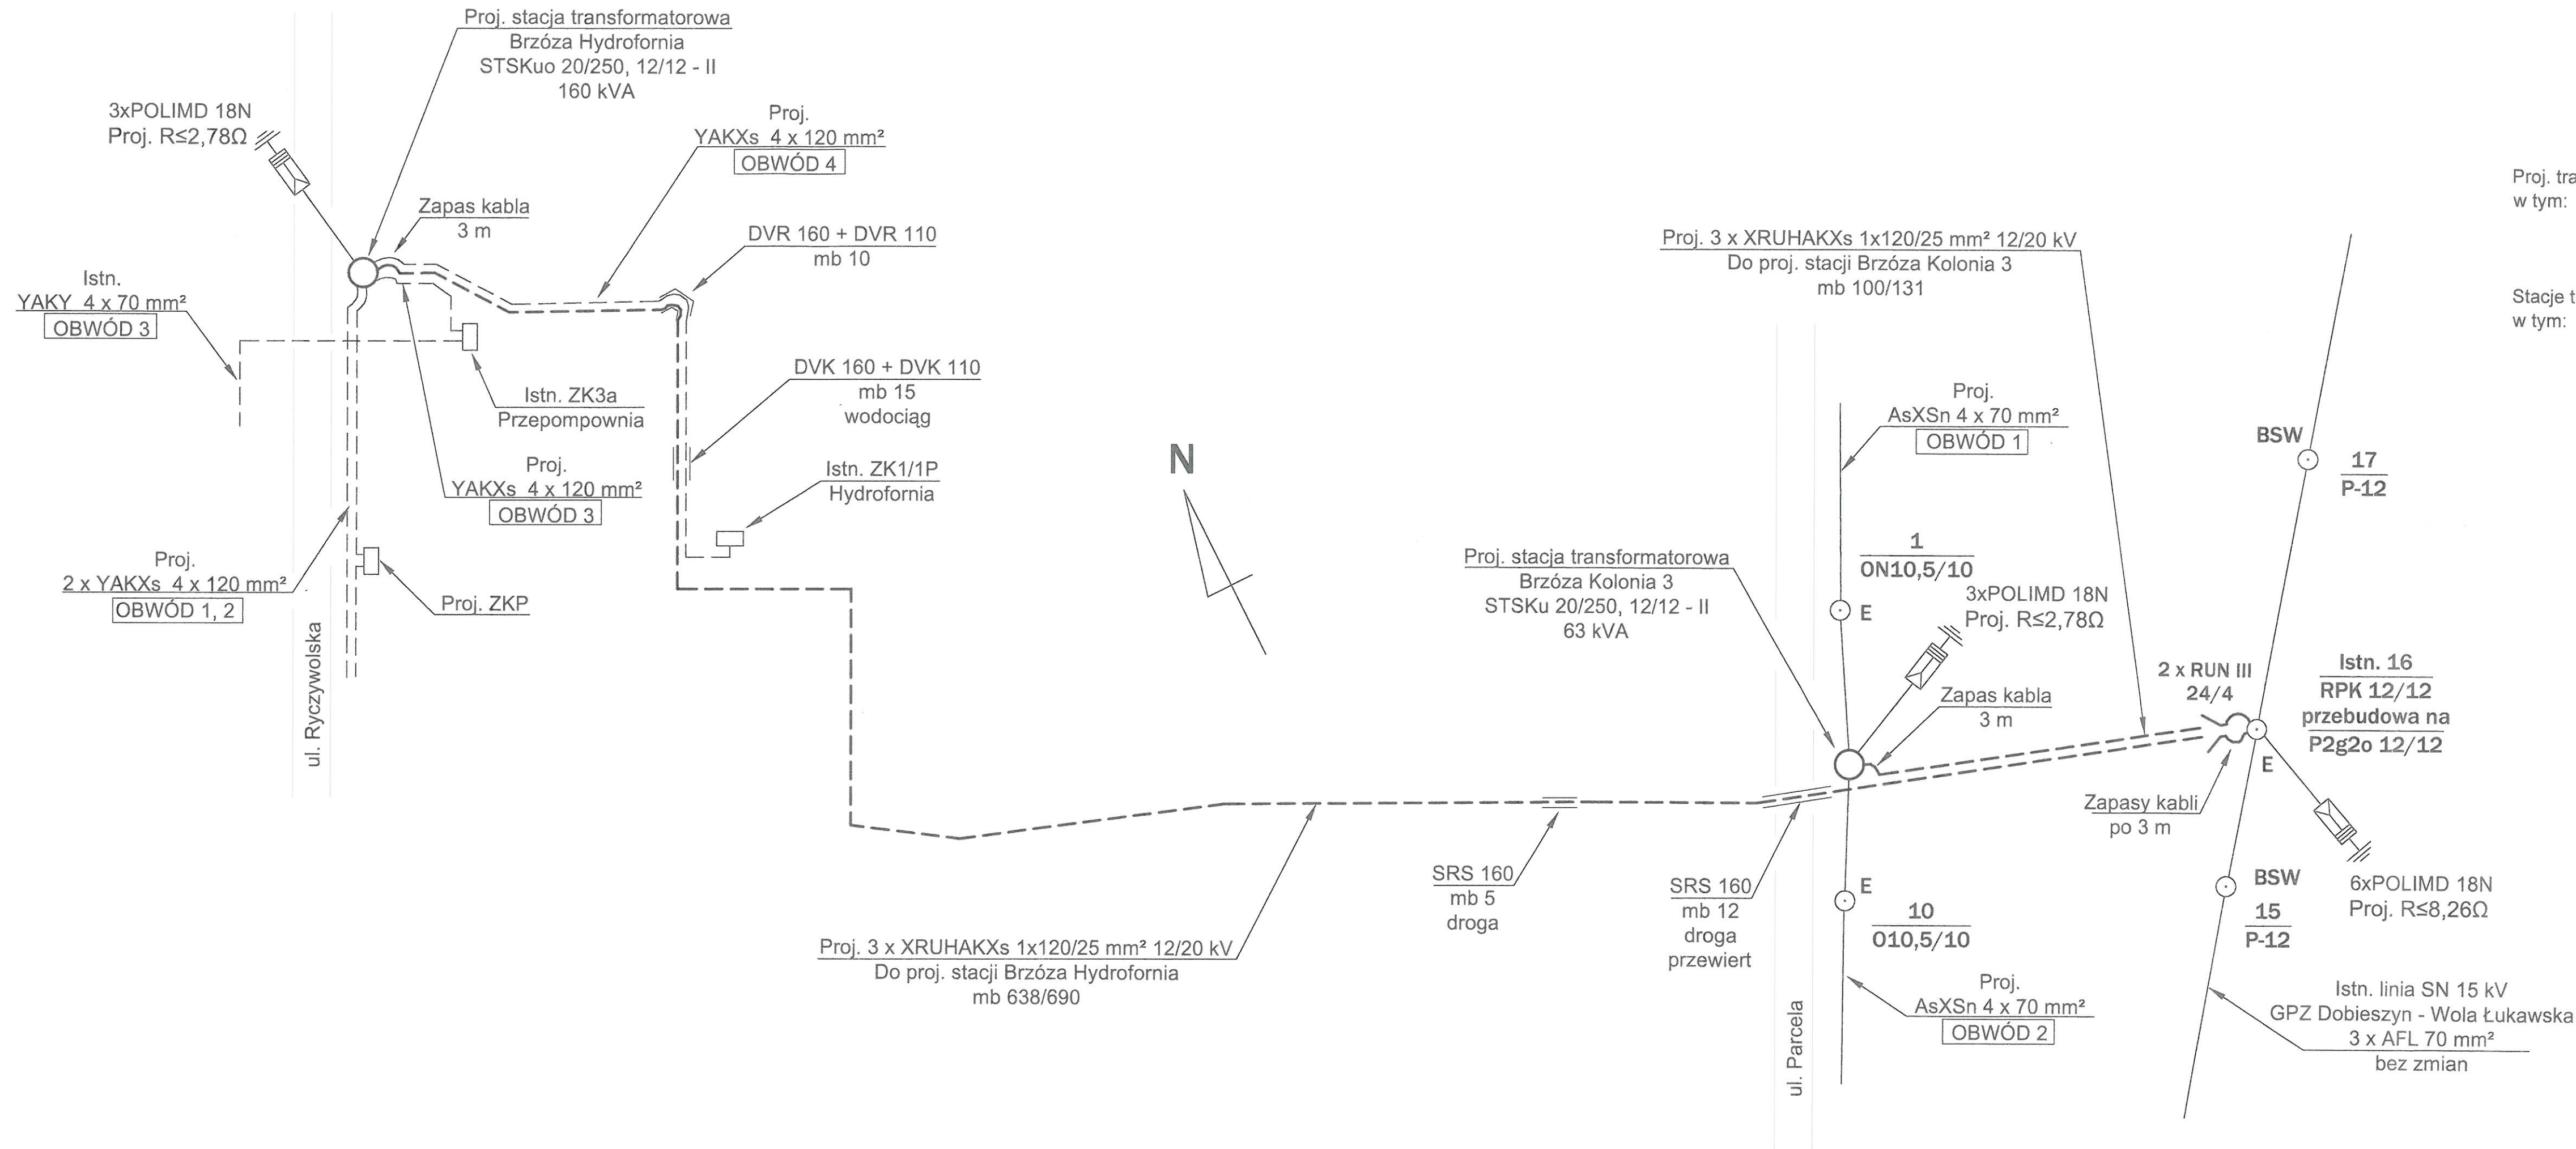 Proj. stacja transformatorowa
Brzóza Hydrofornia
STSKuo 20/250, 12/12 - II
160 kVA
3xPOLIMD 18N
Proj. R≤2,78Ω
Proj.
YAKXs 4 x 120 mm²
OBWÓD 4
Zapas kabla
3 m
DVR 160 + DVR 110
mb 10
Istn.
YAKY 4 x 70 mm²
OBWÓD 3
Istn. ZK3a
Przepompownia
DVK 160 + DVK 110
mb 15
wodociąg
Proj.
YAKXs 4 x 120 mm²
OBWÓD 3
Istn. ZK1/1P
Hydrofornia
Proj.
2 x YAKXs 4 x 120 mm²
OBWÓD 1, 2
Proj. ZKP
ul. Ryczywolska
N
Proj. 3 x XRUHAKXs 1x120/25 mm² 12/20 kV
Do proj. stacji Brzóza Hydrofornia
mb 638/690
SRS 160
mb 5
droga
SRS 160
mb 12
droga
przewiert
Proj. 3 x XRUHAKXs 1x120/25 mm² 12/20 kV
Do proj. stacji Brzóza Kolonia 3
mb 100/131
Proj.
AsXSn 4 x 70 mm²
OBWÓD 1
1
ON10,5/10
E
Proj. stacja transformatorowa
Brzóza Kolonia 3
STSKu 20/250, 12/12 - II
63 kVA
3xPOLIMD 18N
Proj. R≤2,78Ω
Zapas kabla
3 m
E
10
O10,5/10
Proj.
AsXSn 4 x 70 mm²
OBWÓD 2
ul. Parcela
BSW
17
P-12
2 x RUN III
24/4
Istn. 16
RPK 12/12
przebudowa na
P2g2o 12/12
E
Zapasy kabli
po 3 m
6xPOLIMD 18N
Proj. R≤8,26Ω
BSW
15
P-12
Istn. linia SN 15 kV
GPZ Dobieszyn - Wola Łukawska
3 x AFL 70 mm²
bez zmian
Proj. tra
w tym:
Stacje t
w tym: